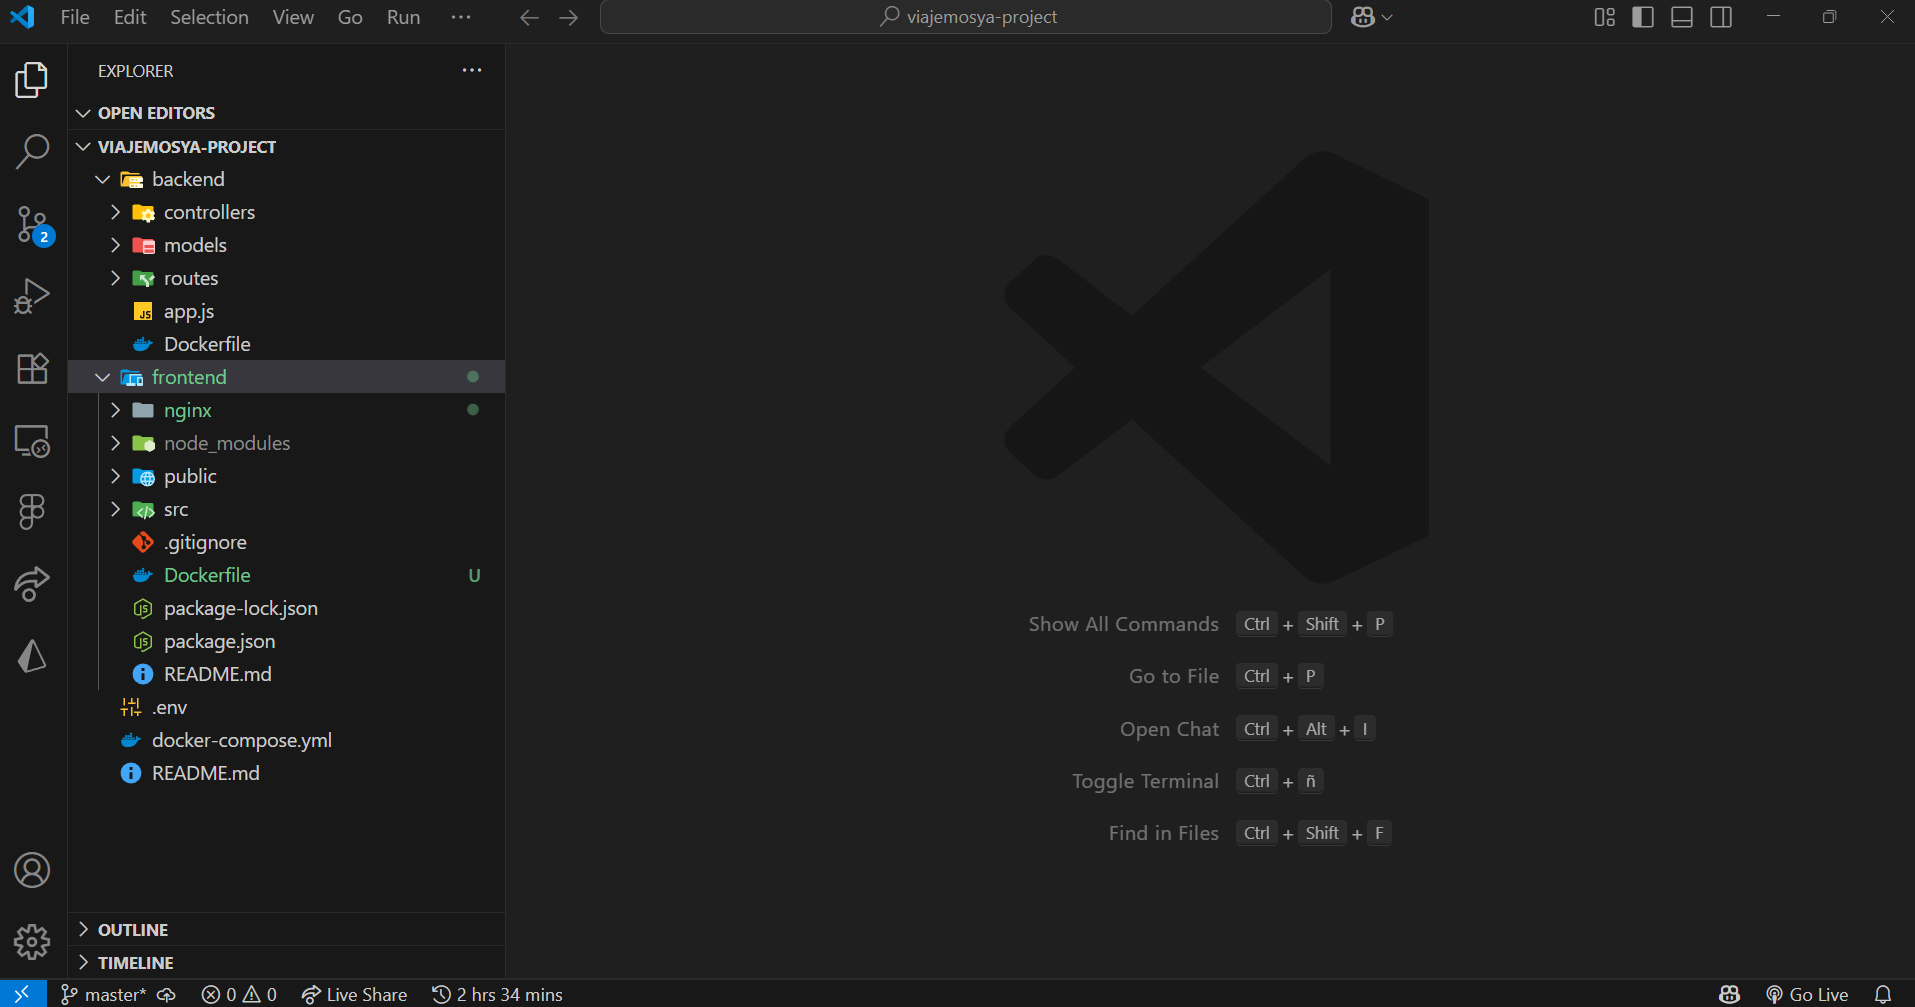 File Edit Selection View Go Run ··· viajemosya-project
EXPLORER ···
OPEN EDITORS
VIAJEMOSYA-PROJECT
backend
controllers
models
routes
JS app.js
Dockerfile
frontend
nginx
node_modules
public
src
.gitignore
Dockerfile U
package-lock.json
package.json
README.md
.env
docker-compose.yml
README.md
OUTLINE
TIMELINE
2
Show All Commands Ctrl + Shift + P
Go to File Ctrl + P
Open Chat Ctrl + Alt + I
Toggle Terminal Ctrl + ñ
Find in Files Ctrl + Shift + F
master* 0 0 Live Share 2 hrs 34 mins Go Live